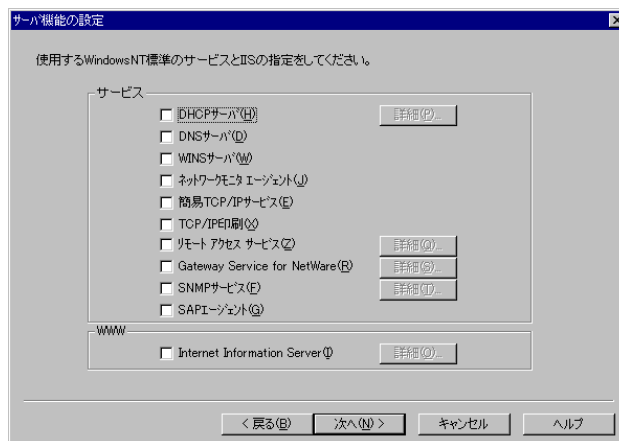 サーバ機能の設定
使用するWindowsNT標準のサービスとIISの指定をしてください。
サービス
DHCPサーバ(H) 詳細(P)...
DNSサーバ(D)
WINSサーバ(W)
ネットワークモニタ エージェント(J)
簡易TCP/IPサービス(E)
TCP/IP印刷(X)
リモート アクセス サービス(Z) 詳細(Q)...
Gateway Service for NetWare(R) 詳細(S)...
SNMPサービス(F) 詳細(T)...
SAPエージェント(G)
WWW
Internet Information Server(I) 詳細(O)...
< 戻る(B) 次へ(N) > キャンセル ヘルプ